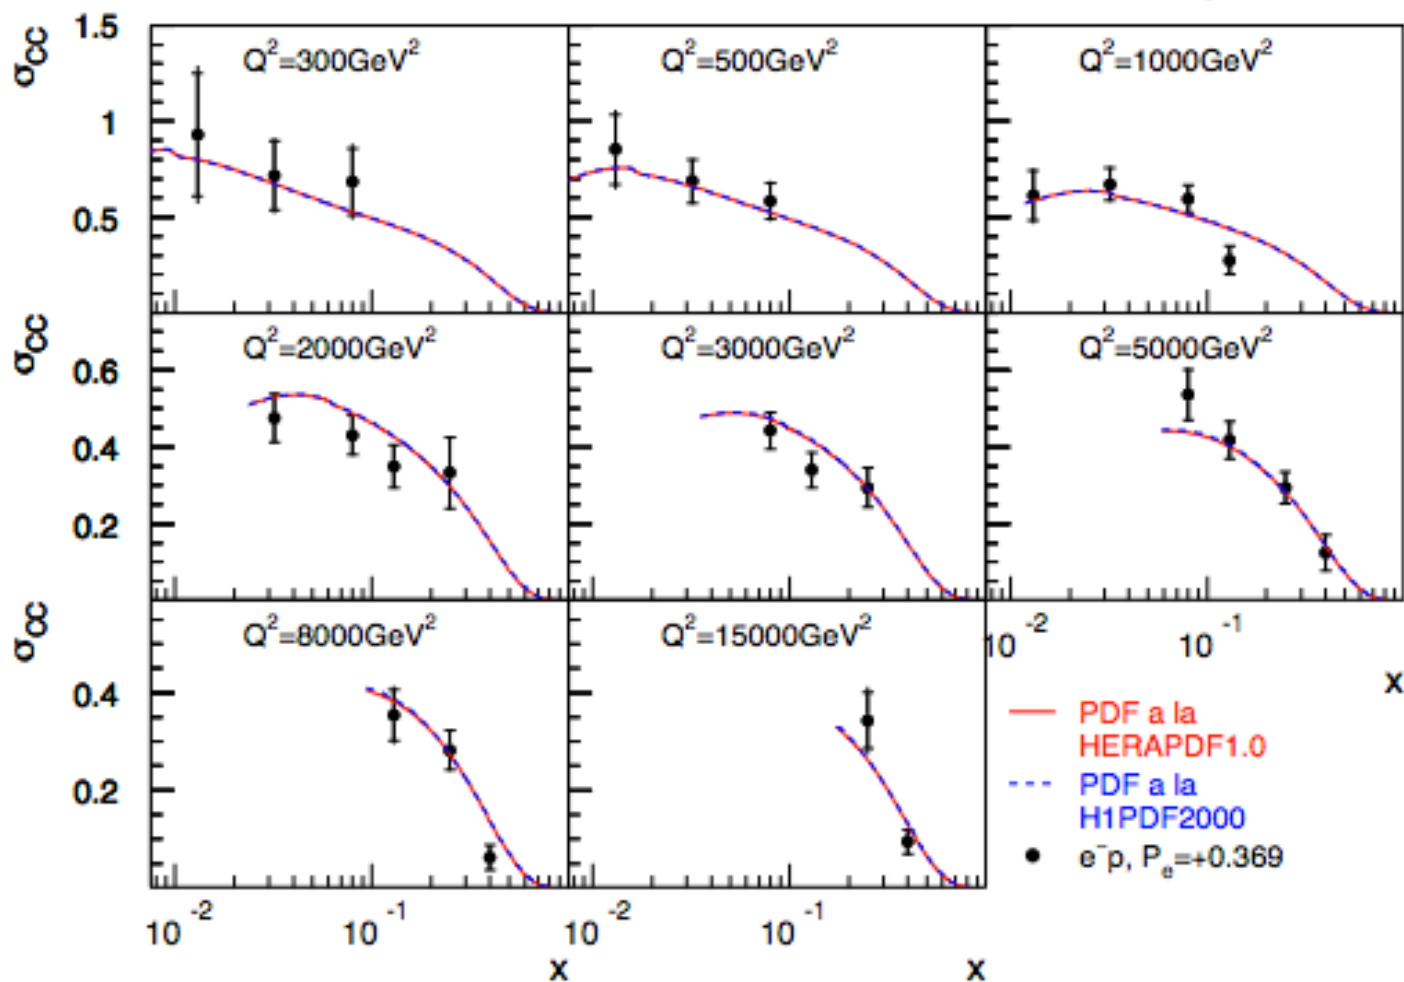 σCC 1.5 1 0.5
Q²=300GeV² Q²=500GeV² Q²=1000GeV²
σCC 0.6 0.4 0.2
Q²=2000GeV² Q²=3000GeV² Q²=5000GeV²
σCC 0.4 0.2
Q²=8000GeV² Q²=15000GeV²
10⁻² 10⁻¹
x
PDF a la
HERAPDF1.0
PDF a la
H1PDF2000
e⁻p, Pₑ=+0.369
10⁻² 10⁻¹ 10⁻² 10⁻¹
x x